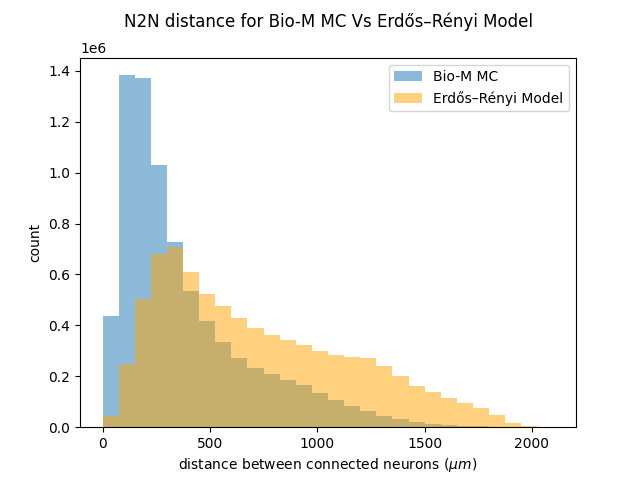 N2N distance for Bio-M MC Vs Erdős–Rényi Model
1e6
Bio-M MC
Erdős–Rényi Model
1.4
1.2
1.0
0.8
0.6
0.4
0.2
0.0
count
0 500 1000 1500 2000
distance between connected neurons (μm)